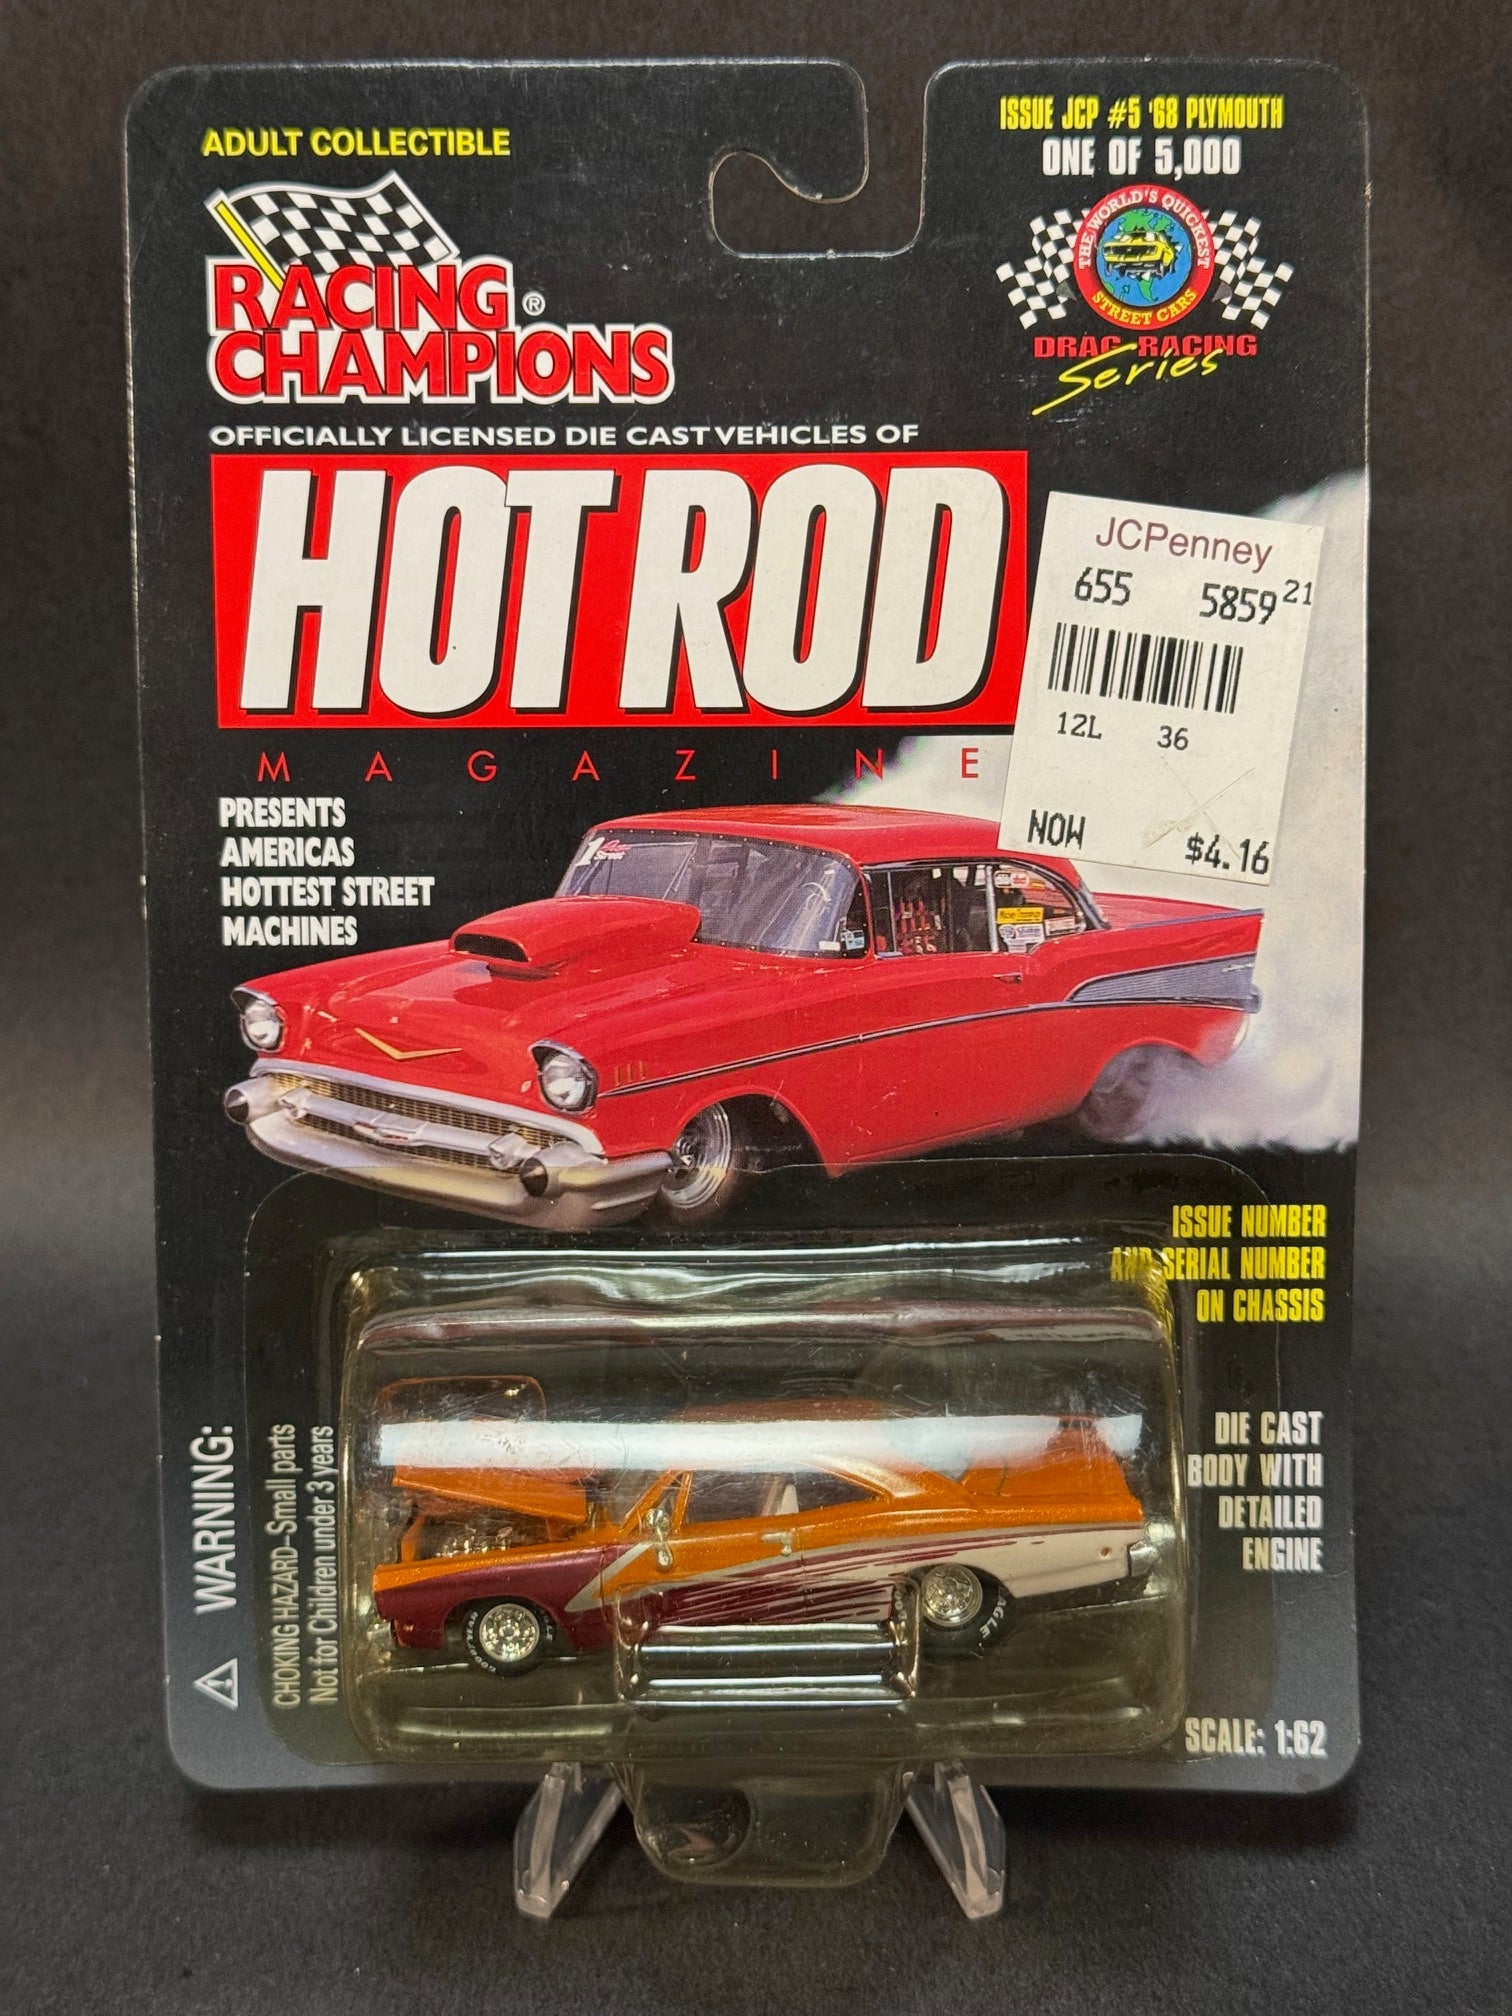 ADULT COLLECTIBLE
RACING
CHAMPIONS®
OFFICIALLY LICENSED DIE CAST VEHICLES OF
HOT ROD
MAGAZINE
PRESENTS
AMERICAS
HOTTEST STREET
MACHINES
ISSUE JCP #5 '68 PLYMOUTH
ONE OF 5,000
THE WORLD'S QUICKEST
STREET CARS
DRAG RACING
Series
JCPenney
655 5859 21
12L 36
NOW $4.16
ISSUE NUMBER
AND SERIAL NUMBER
ON CHASSIS
DIE CAST
BODY WITH
DETAILED
ENGINE
SCALE: 1:62
WARNING:
CHOKING HAZARD–Small parts
Not for Children under 3 years